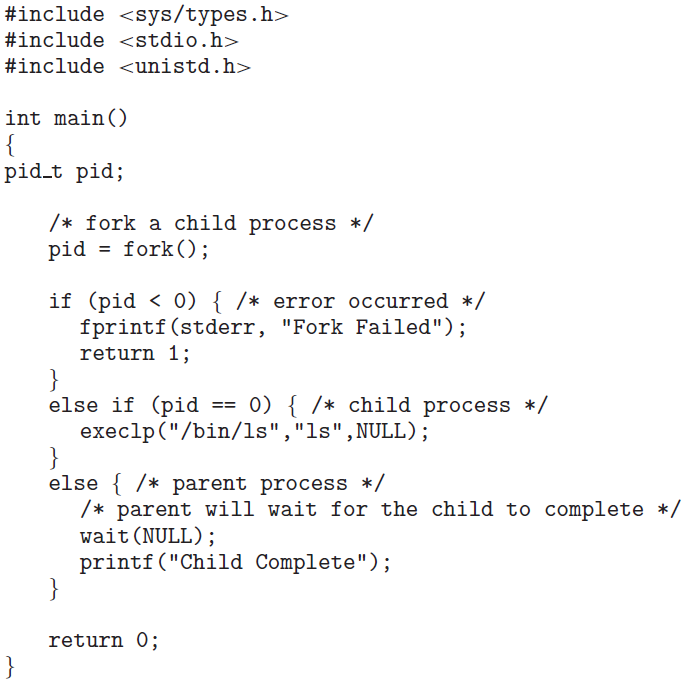 #include <sys/types.h>
#include <stdio.h>
#include <unistd.h>
int main()
{
pid_t pid;
/* fork a child process */
pid = fork();
if (pid < 0) { /* error occurred */
fprintf(stderr, "Fork Failed");
return 1;
}
else if (pid == 0) { /* child process */
execlp("/bin/ls","ls",NULL);
}
else { /* parent process */
/* parent will wait for the child to complete */
wait(NULL);
printf("Child Complete");
}
return 0;
}